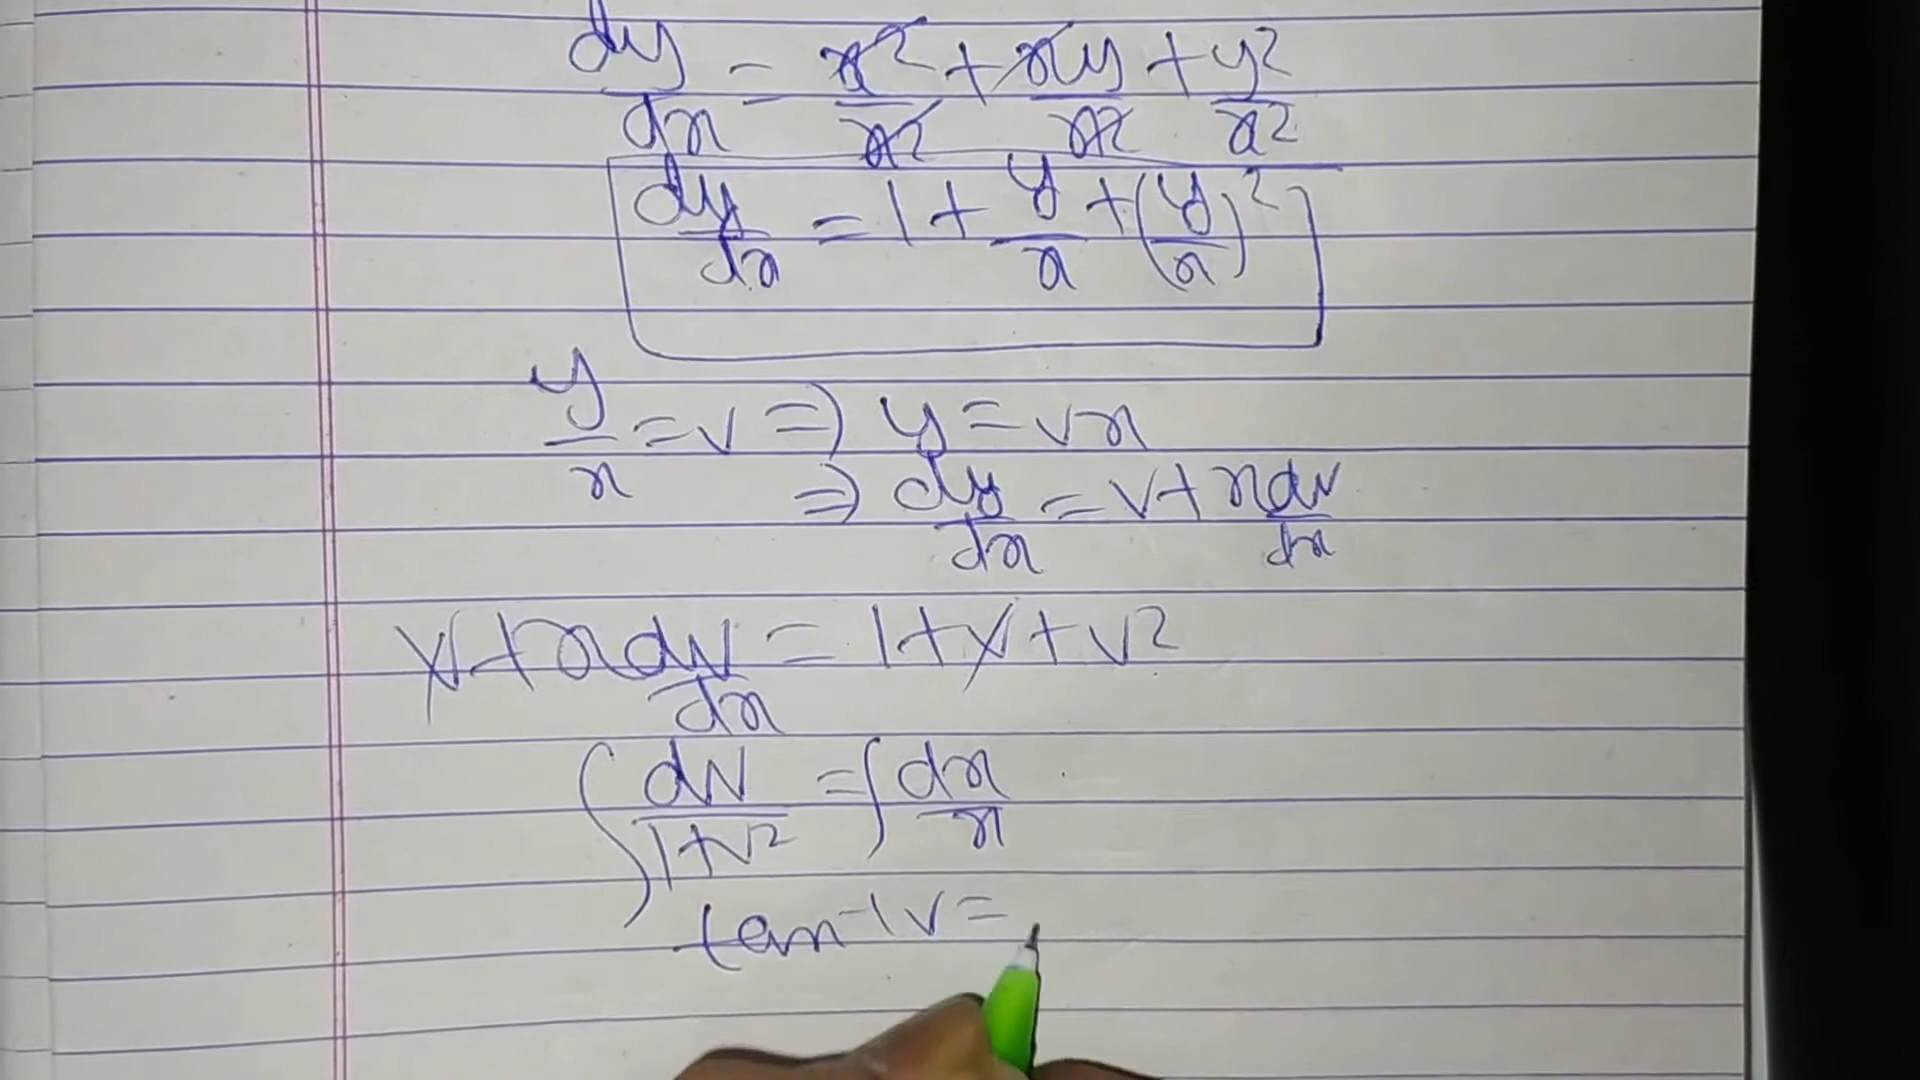 dy/dx = x²/x² + xy/x² + y²/x²
dy/dx = 1 + y/x + (y/x)²
y/x = v ⇒ y = vx
⇒ dy/dx = v + x dv/dx
v + x dv/dx = 1 + v + v²
∫ dv/1+v² = ∫ dx/x
tan⁻¹ v =